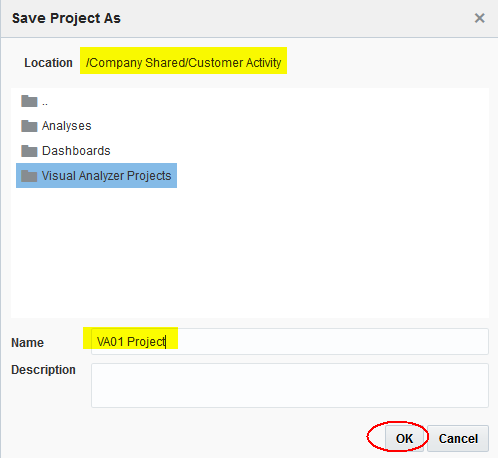 Save Project As
Location /Company Shared/Customer Activity
..
Analyses
Dashboards
Visual Analyzer Projects
Name VA01 Project
Description
OK Cancel